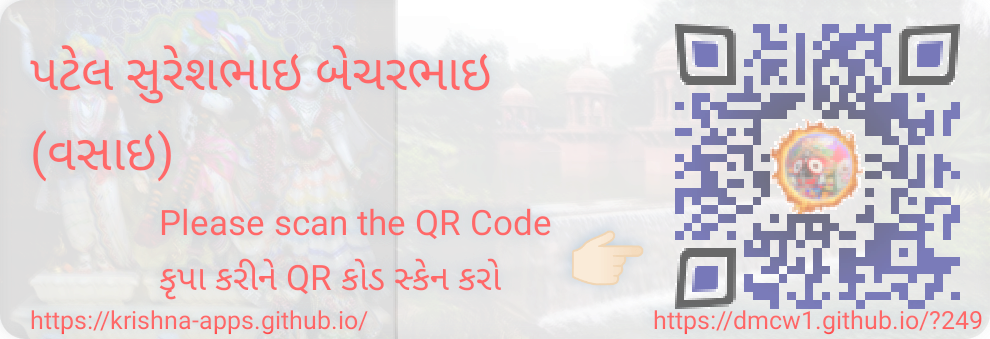 પટેલ સુરેશભાઇ બેચરભાઇ
(વસાઇ)
Please scan the QR Code
કૃપા કરીને QR કોડ સ્કેન કરો
https://krishna-apps.github.io/
https://dmcw1.github.io/?249